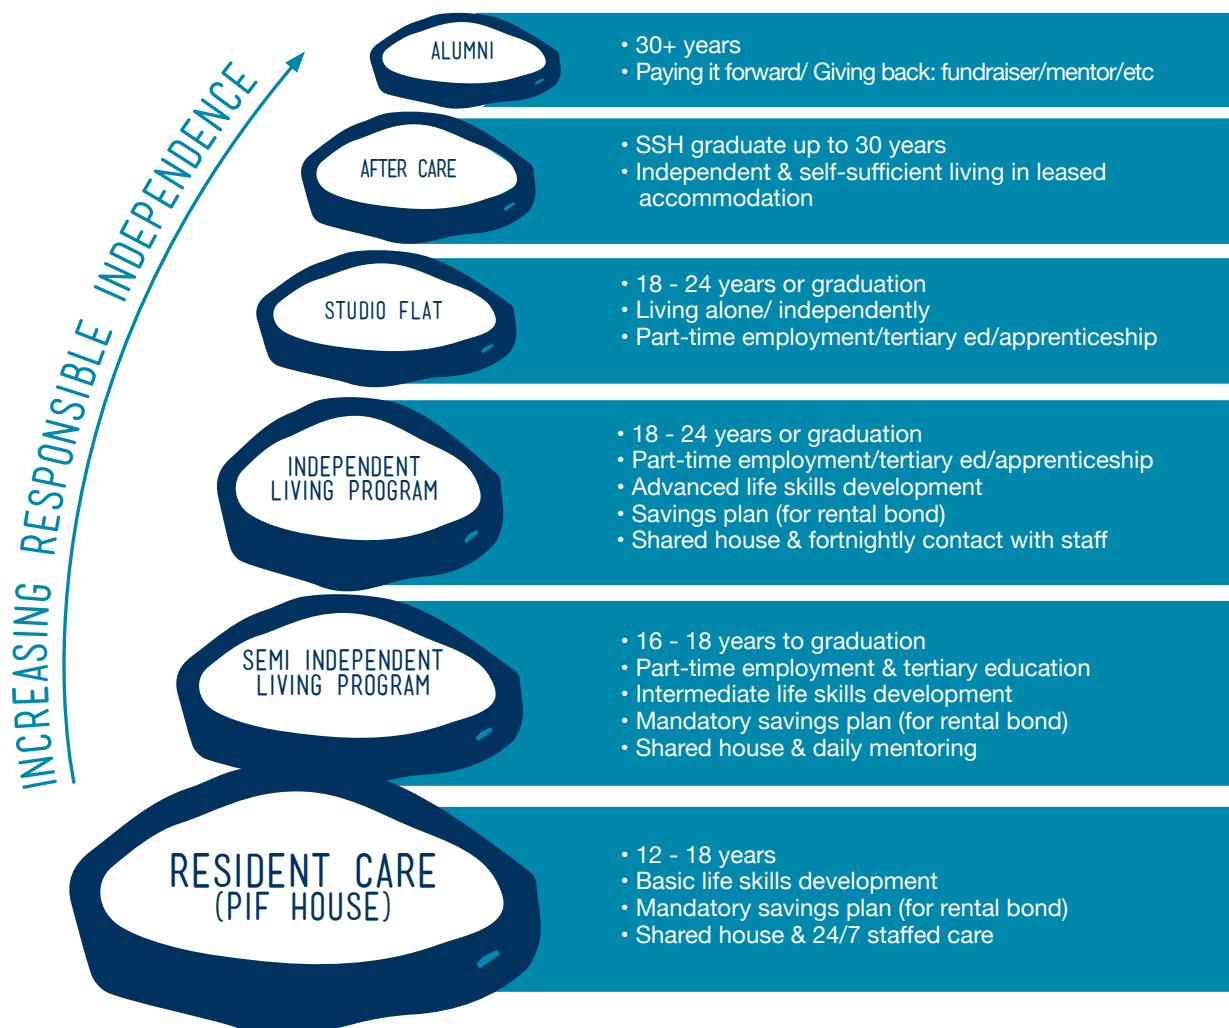 ALUMNI
• 30+ years
• Paying it forward/ Giving back: fundraiser/mentor/etc
AFTER CARE
• SSH graduate up to 30 years
• Independent & self-sufficient living in leased
accommodation
STUDIO FLAT
• 18 - 24 years or graduation
• Living alone/ independently
• Part-time employment/tertiary ed/apprenticeship
INDEPENDENT
LIVING PROGRAM
• 18 - 24 years or graduation
• Part-time employment/tertiary ed/apprenticeship
• Advanced life skills development
• Savings plan (for rental bond)
• Shared house & fortnightly contact with staff
SEMI INDEPENDENT
LIVING PROGRAM
• 16 - 18 years to graduation
• Part-time employment & tertiary education
• Intermediate life skills development
• Mandatory savings plan (for rental bond)
• Shared house & daily mentoring
RESIDENT CARE
(PIF HOUSE)
• 12 - 18 years
• Basic life skills development
• Mandatory savings plan (for rental bond)
• Shared house & 24/7 staffed care
INCREASING RESPONSIBLE INDEPENDENCE